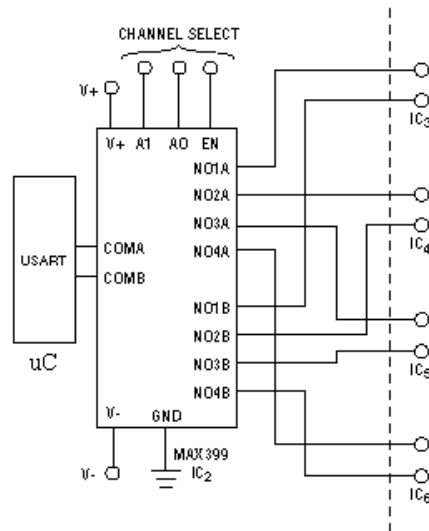 CHANNEL SELECT
V+
V+ A1 A0 EN
NO1A
NO2A
NO3A
NO4A
USART
COMA
COMB
uC
NO1B
NO2B
NO3B
NO4B
V-
GND
V-
MAX399
IC2
IC3
IC4
IC5
IC6